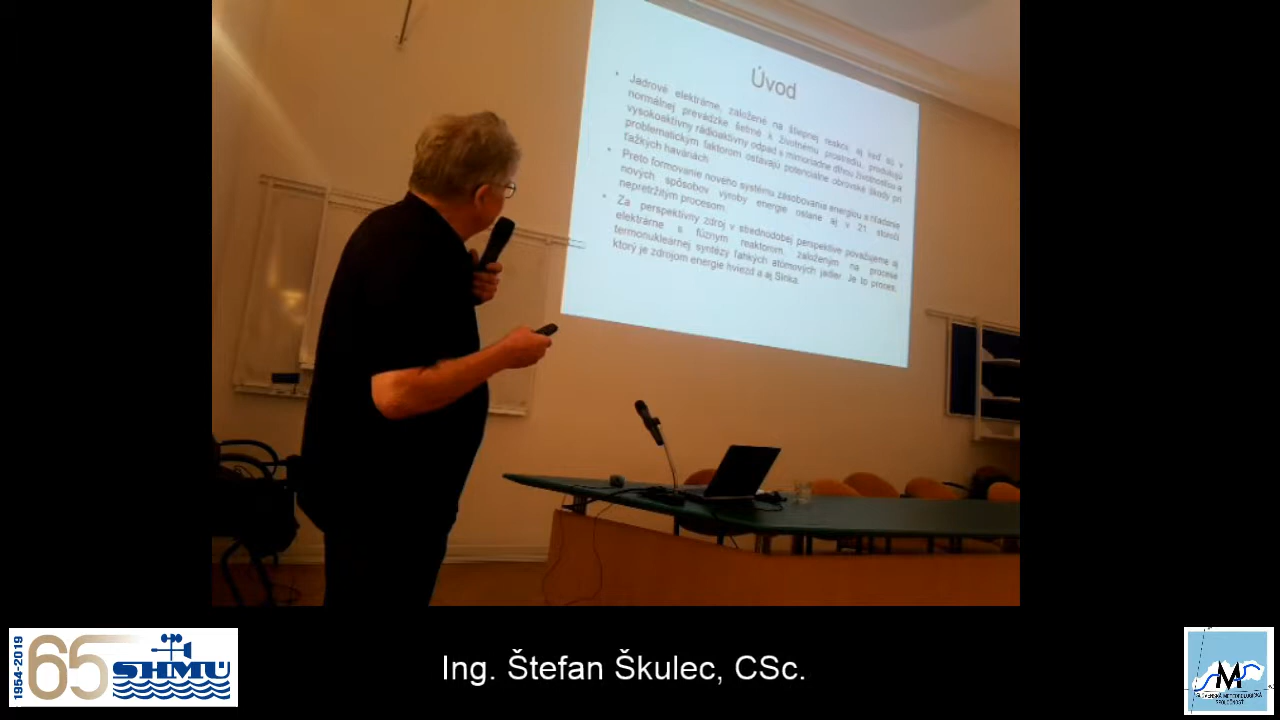 Úvod
• Jadrové elektrárne, založené na štiepnej reakcii, aj keď sú v
normálnej prevádzke šetrné k životnému prostrediu, produkujú
vysokoaktívny rádioaktívny odpad s mimoriadne dlhou životnosťou a
problematickým faktorom ostávajú potenciálne obrovské škody pri
ťažkých haváriách.
• Preto formovanie nového systému zásobovania energiou a hľadanie
nových spôsobov výroby energie ostane aj v 21. storočí
nepretržitým procesom.
• Za perspektívny zdroj v strednodobej perspektíve považujeme aj
elektrárne s fúznym reaktorom, založeným na procese
termonukleárnej syntézy ľahkých atómových jadier. Je to proces,
ktorý je zdrojom energie hviezd a aj Slnka.
1954-2019
65
SHMÚ
Ing. Štefan Škulec, CSc.
M
SLOVENSKÁ METEOROLOGICKÁ
SPOLOČNOSŤ